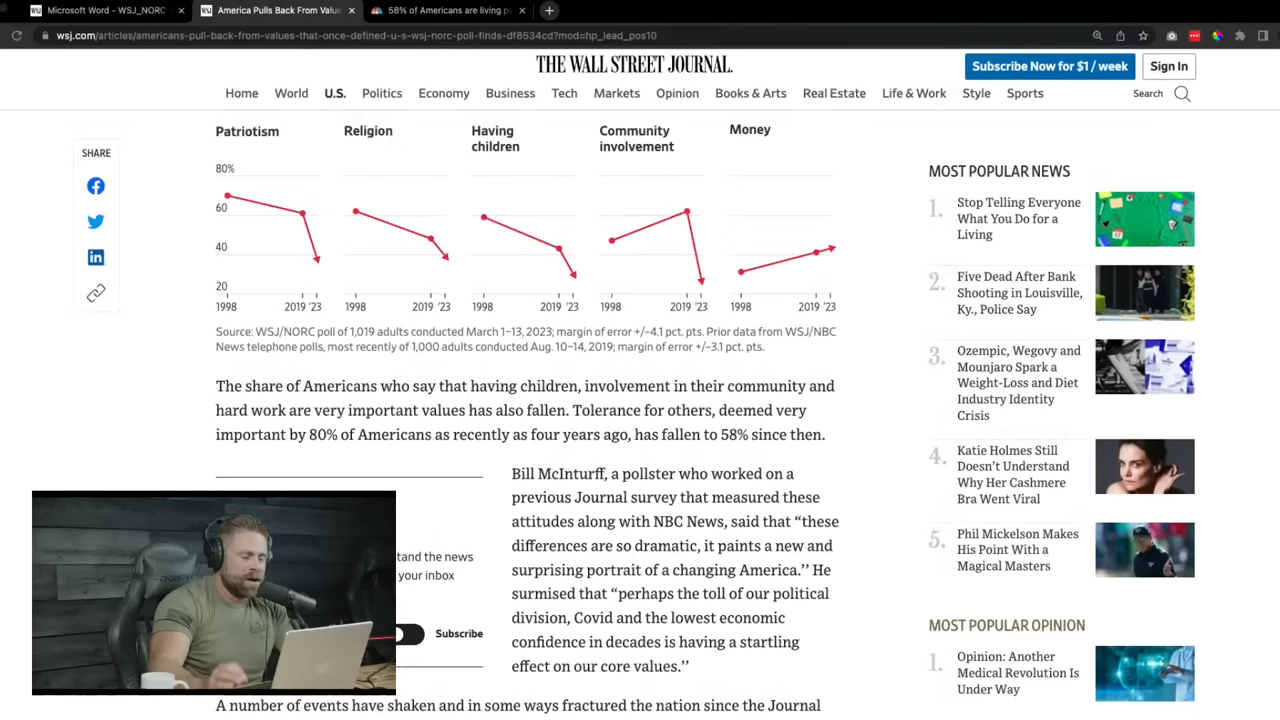 Microsoft Word - WSJ_NORC
America Pulls Back From Value
58% of Americans are living pa
wsj.com/articles/americans-pull-back-from-values-that-once-defined-u-s-wsj-norc-poll-finds-df8534cd?mod=hp_lead_pos10
THE WALL STREET JOURNAL.
Subscribe Now for $1 / week
Sign In
Home World U.S. Politics Economy Business Tech Markets Opinion Books & Arts Real Estate Life & Work Style Sports
Search
SHARE
Patriotism
Religion
Having
children
Community
involvement
Money
80%
60
40
20
1998 2019 '23
1998 2019 '23
1998 2019 '23
1998 2019 '23
1998 2019 '23
Source: WSJ/NORC poll of 1,019 adults conducted March 1–13, 2023; margin of error +/–4.1 pct. pts. Prior data from WSJ/NBC
News telephone polls, most recently of 1,000 adults conducted Aug. 10–14, 2019; margin of error +/–3.1 pct. pts.
The share of Americans who say that having children, involvement in their community and
hard work are very important values has also fallen. Tolerance for others, deemed very
important by 80% of Americans as recently as four years ago, has fallen to 58% since then.
tand the news
your inbox
Subscribe
Bill McInturff, a pollster who worked on a
previous Journal survey that measured these
attitudes along with NBC News, said that “these
differences are so dramatic, it paints a new and
surprising portrait of a changing America.’’ He
surmised that “perhaps the toll of our political
division, Covid and the lowest economic
confidence in decades is having a startling
effect on our core values.’’
A number of events have shaken and in some ways fractured the nation since the Journal
MOST POPULAR NEWS
1.
Stop Telling Everyone
What You Do for a
Living
2.
Five Dead After Bank
Shooting in Louisville,
Ky., Police Say
3.
Ozempic, Wegovy and
Mounjaro Spark a
Weight-Loss and Diet
Industry Identity
Crisis
4.
Katie Holmes Still
Doesn’t Understand
Why Her Cashmere
Bra Went Viral
5.
Phil Mickelson Makes
His Point With a
Magical Masters
MOST POPULAR OPINION
1.
Opinion: Another
Medical Revolution Is
Under Way